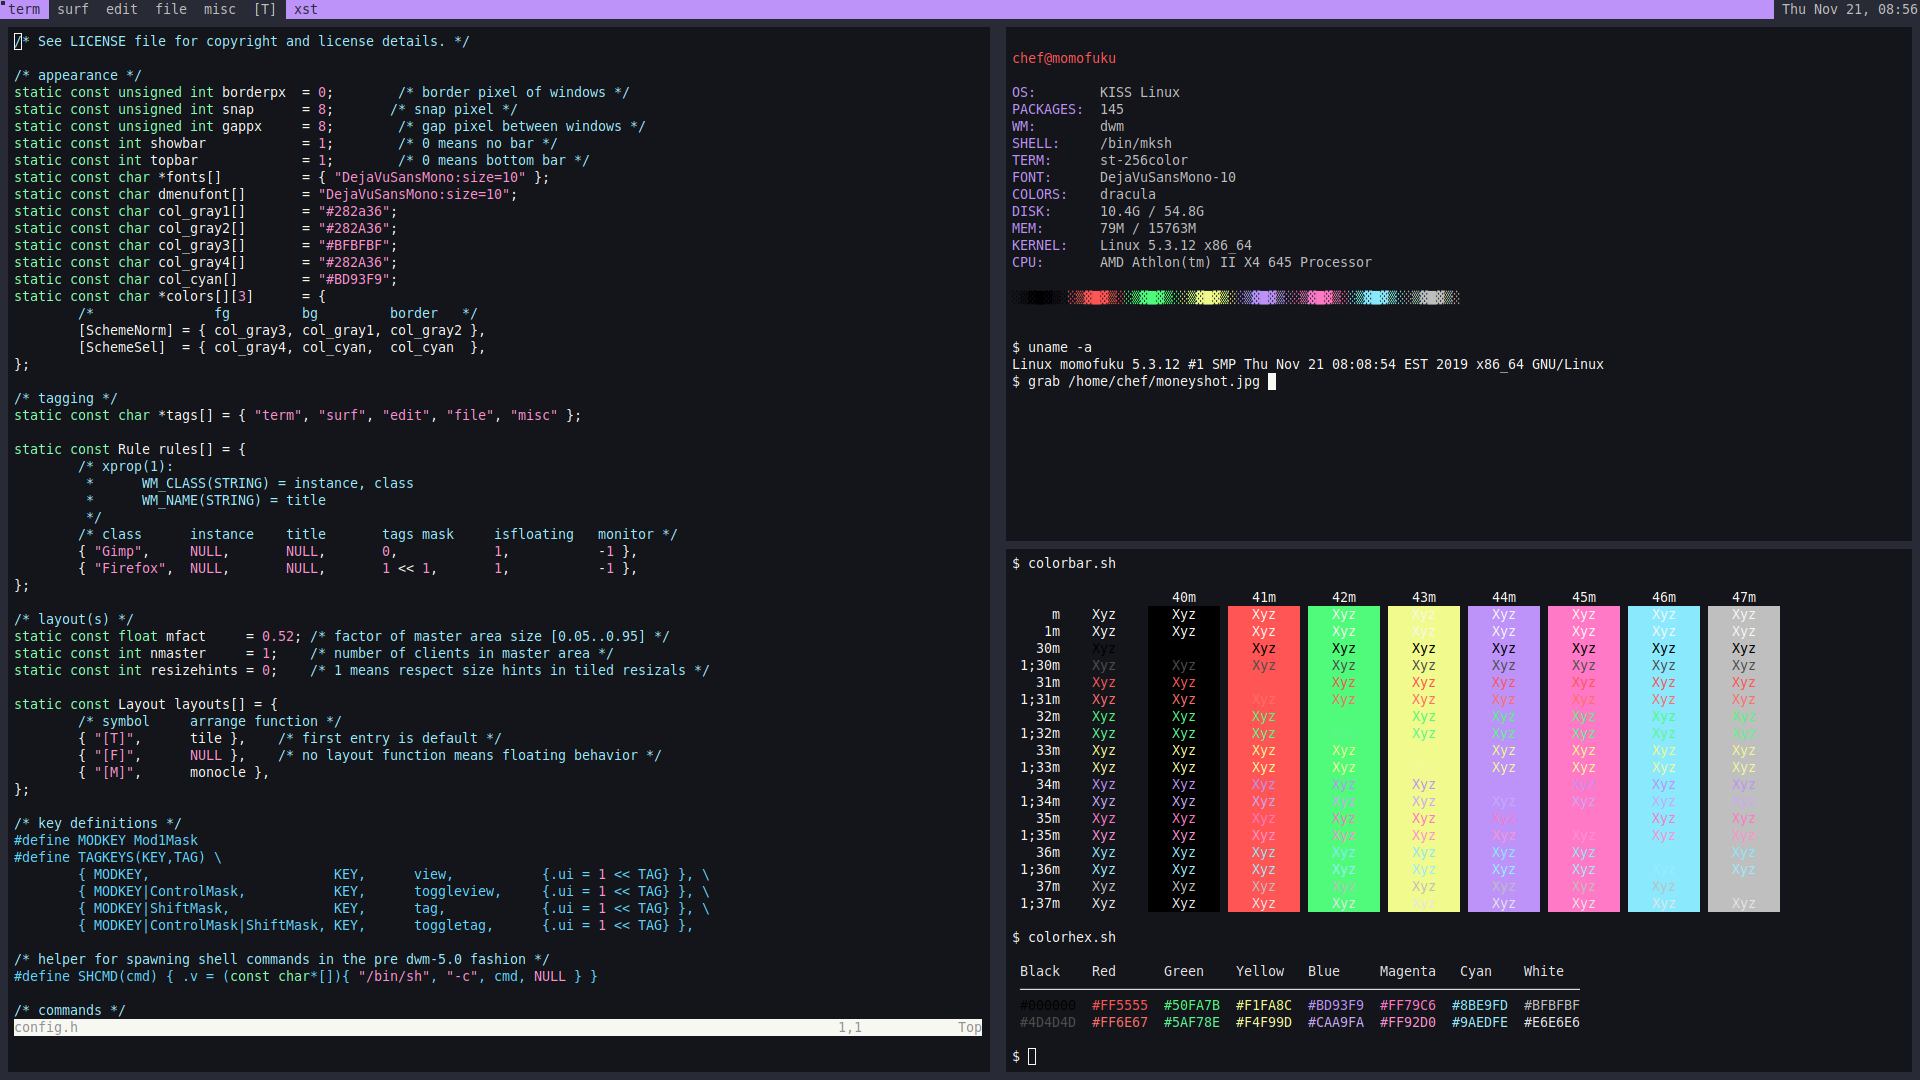 term surf edit file misc [T] xst Thu Nov 21, 08:56
/* See LICENSE file for copyright and license details. */
/* appearance */
static const unsigned int borderpx  = 0;        /* border pixel of windows */
static const unsigned int snap      = 8;       /* snap pixel */
static const unsigned int gappx     = 8;        /* gap pixel between windows */
static const int showbar            = 1;        /* 0 means no bar */
static const int topbar             = 1;        /* 0 means bottom bar */
static const char *fonts[]          = { "DejaVuSansMono:size=10" };
static const char dmenufont[]       = "DejaVuSansMono:size=10";
static const char col_gray1[]       = "#282a36";
static const char col_gray2[]       = "#282A36";
static const char col_gray3[]       = "#BFBFBF";
static const char col_gray4[]       = "#282A36";
static const char col_cyan[]        = "#BD93F9";
static const char *colors[][3]      = {
        /*               fg         bg         border   */
        [SchemeNorm] = { col_gray3, col_gray1, col_gray2 },
        [SchemeSel]  = { col_gray4, col_cyan,  col_cyan  },
};
/* tagging */
static const char *tags[] = { "term", "surf", "edit", "file", "misc" };
static const Rule rules[] = {
        /* xprop(1):
         *      WM_CLASS(STRING) = instance, class
         *      WM_NAME(STRING) = title
         */
        /* class      instance    title       tags mask     isfloating   monitor */
        { "Gimp",     NULL,       NULL,       0,            1,           -1 },
        { "Firefox",  NULL,       NULL,       1 << 1,       1,           -1 },
};
/* layout(s) */
static const float mfact     = 0.52; /* factor of master area size [0.05..0.95] */
static const int nmaster     = 1;    /* number of clients in master area */
static const int resizehints = 0;    /* 1 means respect size hints in tiled resizals */
static const Layout layouts[] = {
        /* symbol     arrange function */
        { "[T]",      tile },    /* first entry is default */
        { "[F]",      NULL },    /* no layout function means floating behavior */
        { "[M]",      monocle },
};
/* key definitions */
#define MODKEY Mod1Mask
#define TAGKEYS(KEY,TAG) \
        { MODKEY,                       KEY,      view,           {.ui = 1 << TAG} }, \
        { MODKEY|ControlMask,           KEY,      toggleview,     {.ui = 1 << TAG} }, \
        { MODKEY|ShiftMask,             KEY,      tag,            {.ui = 1 << TAG} }, \
        { MODKEY|ControlMask|ShiftMask, KEY,      toggletag,      {.ui = 1 << TAG} },
/* helper for spawning shell commands in the pre dwm-5.0 fashion */
#define SHCMD(cmd) { .v = (const char*[]){ "/bin/sh", "-c", cmd, NULL } }
/* commands */
config.h 1,1 Top
chef@momofuku
OS:        KISS Linux
PACKAGES:  145
WM:        dwm
SHELL:     /bin/mksh
TERM:      st-256color
FONT:      DejaVuSansMono-10
COLORS:    dracula
DISK:      10.4G / 54.8G
MEM:       79M / 15763M
KERNEL:    Linux 5.3.12 x86_64
CPU:       AMD Athlon(tm) II X4 645 Processor
$ uname -a
Linux momofuku 5.3.12 #1 SMP Thu Nov 21 08:08:54 EST 2019 x86_64 GNU/Linux
$ grab /home/chef/moneyshot.jpg
$ colorbar.sh
40m 41m 42m 43m 44m 45m 46m 47m
m Xyz Xyz Xyz Xyz Xyz Xyz Xyz Xyz Xyz
1m Xyz Xyz Xyz Xyz Xyz Xyz Xyz Xyz Xyz
30m Xyz Xyz Xyz Xyz Xyz Xyz Xyz Xyz
1;30m Xyz Xyz Xyz Xyz Xyz Xyz Xyz Xyz Xyz
31m Xyz Xyz Xyz Xyz Xyz Xyz Xyz Xyz
1;31m Xyz Xyz Xyz Xyz Xyz Xyz Xyz Xyz Xyz
32m Xyz Xyz Xyz Xyz Xyz Xyz Xyz Xyz
1;32m Xyz Xyz Xyz Xyz Xyz Xyz Xyz Xyz
33m Xyz Xyz Xyz Xyz Xyz Xyz Xyz Xyz
1;33m Xyz Xyz Xyz Xyz Xyz Xyz Xyz Xyz
34m Xyz Xyz Xyz Xyz Xyz Xyz Xyz Xyz
1;34m Xyz Xyz Xyz Xyz Xyz Xyz Xyz Xyz Xyz
35m Xyz Xyz Xyz Xyz Xyz Xyz Xyz Xyz
1;35m Xyz Xyz Xyz Xyz Xyz Xyz Xyz Xyz Xyz
36m Xyz Xyz Xyz Xyz Xyz Xyz Xyz Xyz
1;36m Xyz Xyz Xyz Xyz Xyz Xyz Xyz Xyz
37m Xyz Xyz Xyz Xyz Xyz Xyz Xyz Xyz
1;37m Xyz Xyz Xyz Xyz Xyz Xyz Xyz Xyz Xyz
$ colorhex.sh
Black Red Green Yellow Blue Magenta Cyan White
#000000 #FF5555 #50FA7B #F1FA8C #BD93F9 #FF79C6 #8BE9FD #BFBFBF
#4D4D4D #FF6E67 #5AF78E #F4F99D #CAA9FA #FF92D0 #9AEDFE #E6E6E6
$